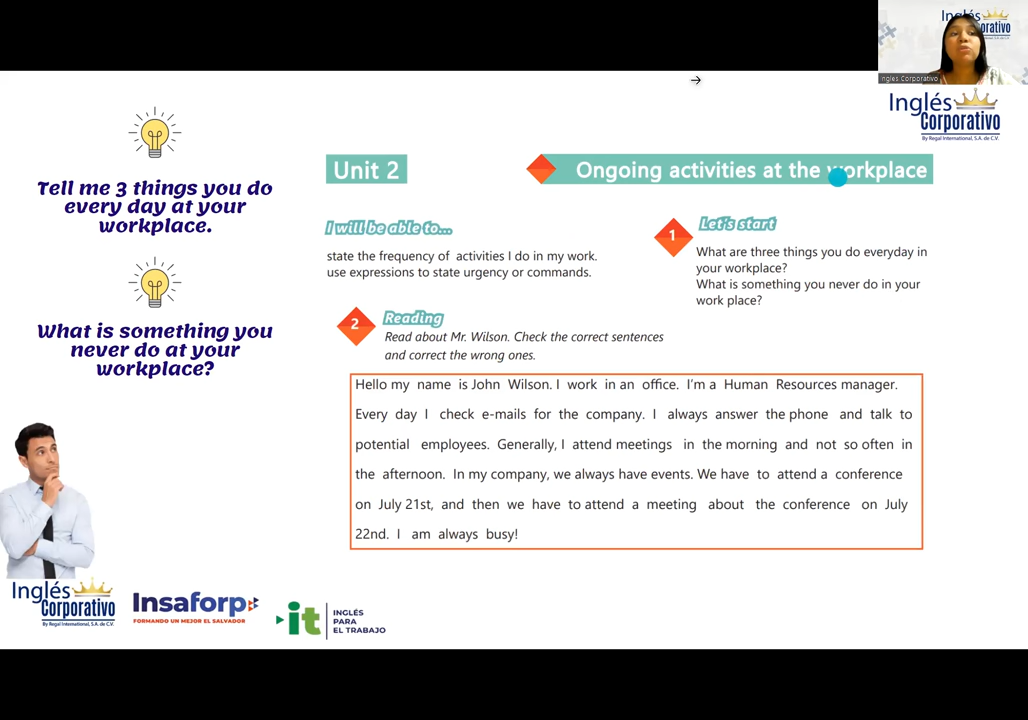 Inglés
orativo
Inglés Corporativo
Inglés
Corporativo
By Regal International, S.A. de C.V.
Tell me 3 things you do
every day at your
workplace.
What is something you
never do at your
workplace?
Unit 2
Ongoing activities at the workplace
I will be able to...
state the frequency of activities I do in my work.
use expressions to state urgency or commands.
1
Let's start
What are three things you do everyday in
your workplace?
What is something you never do in your
work place?
2
Reading
Read about Mr. Wilson. Check the correct sentences
and correct the wrong ones.
Hello my name is John Wilson. I work in an office. I'm a Human Resources manager.
Every day I check e-mails for the company. I always answer the phone and talk to
potential employees. Generally, I attend meetings in the morning and not so often in
the afternoon. In my company, we always have events. We have to attend a conference
on July 21st, and then we have to attend a meeting about the conference on July
22nd. I am always busy!
Inglés
Corporativo
By Regal International, S.A. de C.V.
Insaforp
FORMANDO UN MEJOR EL SALVADOR
it
INGLÉS
PARA
EL TRABAJO